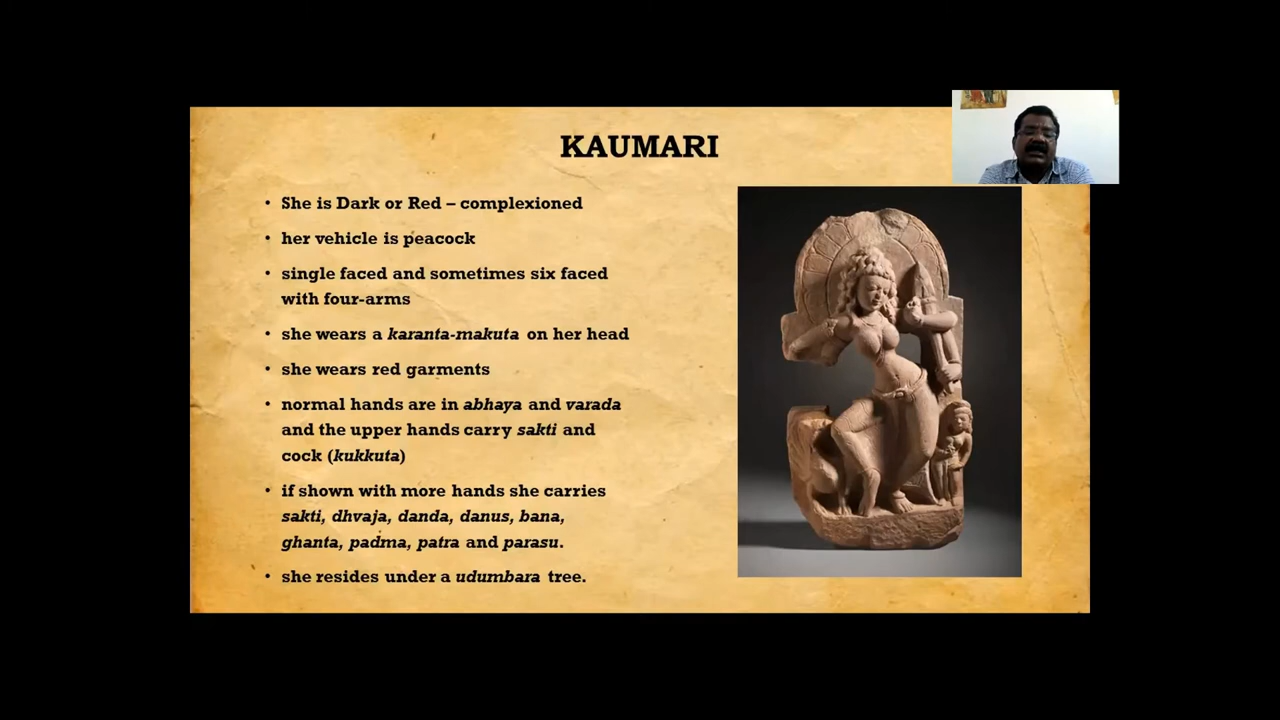 KAUMARI
• She is Dark or Red – complexioned
• her vehicle is peacock
• single faced and sometimes six faced
with four-arms
• she wears a karanta-makuta on her head
• she wears red garments
• normal hands are in abhaya and varada
and the upper hands carry sakti and
cock (kukkuta)
• if shown with more hands she carries
sakti, dhvaja, danda, danus, bana,
ghanta, padma, patra and parasu.
• she resides under a udumbara tree.